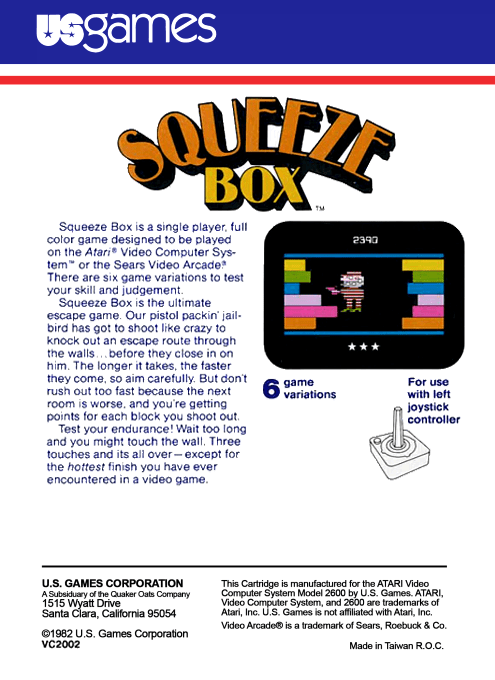 usgames
SQUEEZE
BOX
™
Squeeze Box is a single player, full
color game designed to be played
on the Atari® Video Computer Sys-
tem™ or the Sears Video Arcade®
There are six game variations to test
your skill and judgement.
Squeeze Box is the ultimate
escape game. Our pistol packin' jail-
bird has got to shoot like crazy to
knock out an escape route through
the walls...before they close in on
him. The longer it takes, the faster
they come, so aim carefully. But don't
rush out too fast because the next
room is worse, and you're getting
points for each block you shoot out.
Test your endurance! Wait too long
and you might touch the wall. Three
touches and its all over—except for
the hottest finish you have ever
encountered in a video game.
2390
6 game
variations
For use
with left
joystick
controller
U.S. GAMES CORPORATION
A Subsiduary of the Quaker Oats Company
1515 Wyatt Drive
Santa Clara, California 95054
©1982 U.S. Games Corporation
VC2002
This Cartridge is manufactured for the ATARI Video
Computer System Model 2600 by U.S. Games. ATARI,
Video Computer System, and 2600 are trademarks of
Atari, Inc. U.S. Games is not affiliated with Atari, Inc.
Video Arcade® is a trademark of Sears, Roebuck & Co.
Made in Taiwan R.O.C.